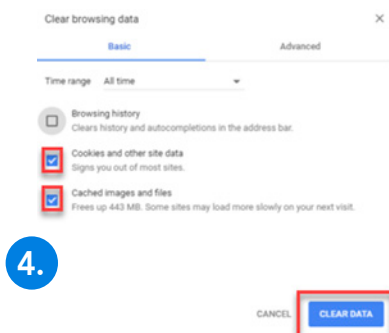 Clear browsing data
Basic Advanced
Time range All time
Browsing history
Clears history and autocompletions in the address bar.
Cookies and other site data
Signs you out of most sites.
Cached images and files
Frees up 443 MB. Some sites may load more slowly on your next visit.
4.
CANCEL CLEAR DATA